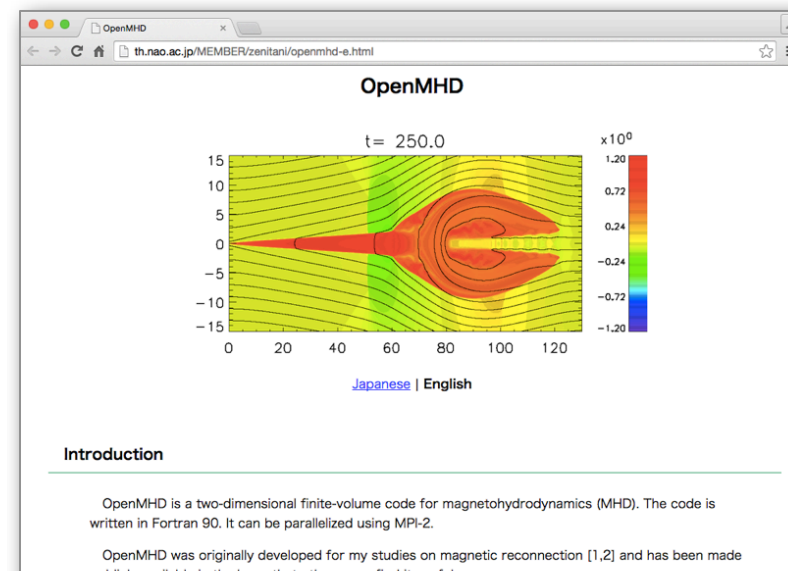 OpenMHD
th.nao.ac.jp/MEMBER/zenitani/openmhd-e.html
OpenMHD
t= 250.0
x10⁰
15
10
5
0
−5
−10
−15
0 20 40 60 80 100 120
1.20
0.72
0.24
−0.24
−0.72
−1.20
Japanese | English
Introduction
OpenMHD is a two-dimensional finite-volume code for magnetohydrodynamics (MHD). The code is
written in Fortran 90. It can be parallelized using MPI-2.
OpenMHD was originally developed for my studies on magnetic reconnection [1,2] and has been made